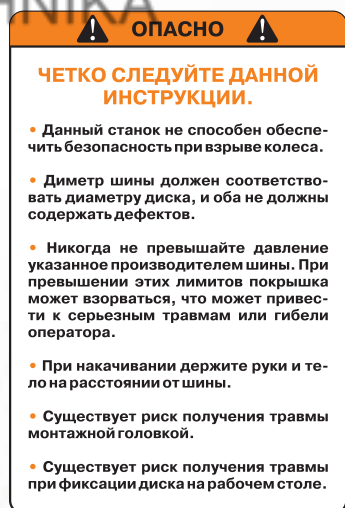 ОПАСНО
ЧЕТКО СЛЕДУЙТЕ ДАННОЙ
ИНСТРУКЦИИ.
• Данный станок не способен обеспе-
чить безопасность при взрыве колеса.
• Диметр шины должен соответство-
вать диаметру диска, и оба не должны
содержать дефектов.
• Никогда не превышайте давление
указанное производителем шины. При
превышении этих лимитов покрышка
может взорваться, что может привес-
ти к серьезным травмам или гибели
оператора.
• При накачивании держите руки и те-
ло на расстоянии от шины.
• Существует риск получения травмы
монтажной головкой.
• Существует риск получения травмы
при фиксации диска на рабочем столе.